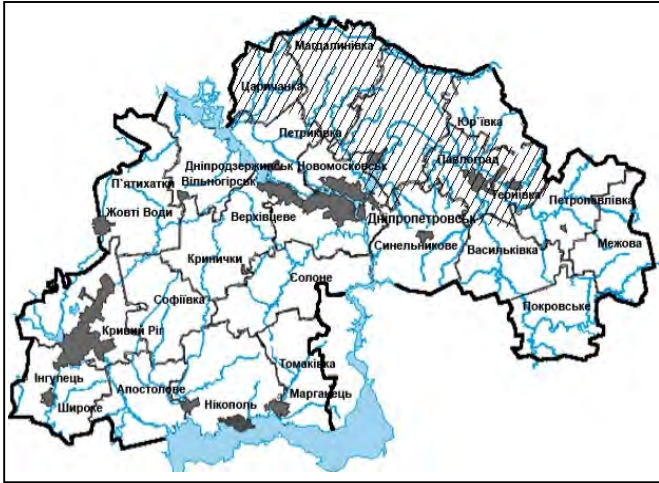 Магдалинівка
Царичанка
Юр`ївка
Петриківка
Дніпродзержинськ
Новомосковськ
Павлоград
П`ятихатки
Вільногірськ
Тернівка
Петропавлівка
Жовті Води
Верхівцеве
Дніпропетровськ
Синельникове
Васильківка
Межова
Кринички
Солоне
Софіївка
Покровське
Кривий Ріг
Томаківка
Інгулець
Апостолове
Широке
Нікополь
Марганець